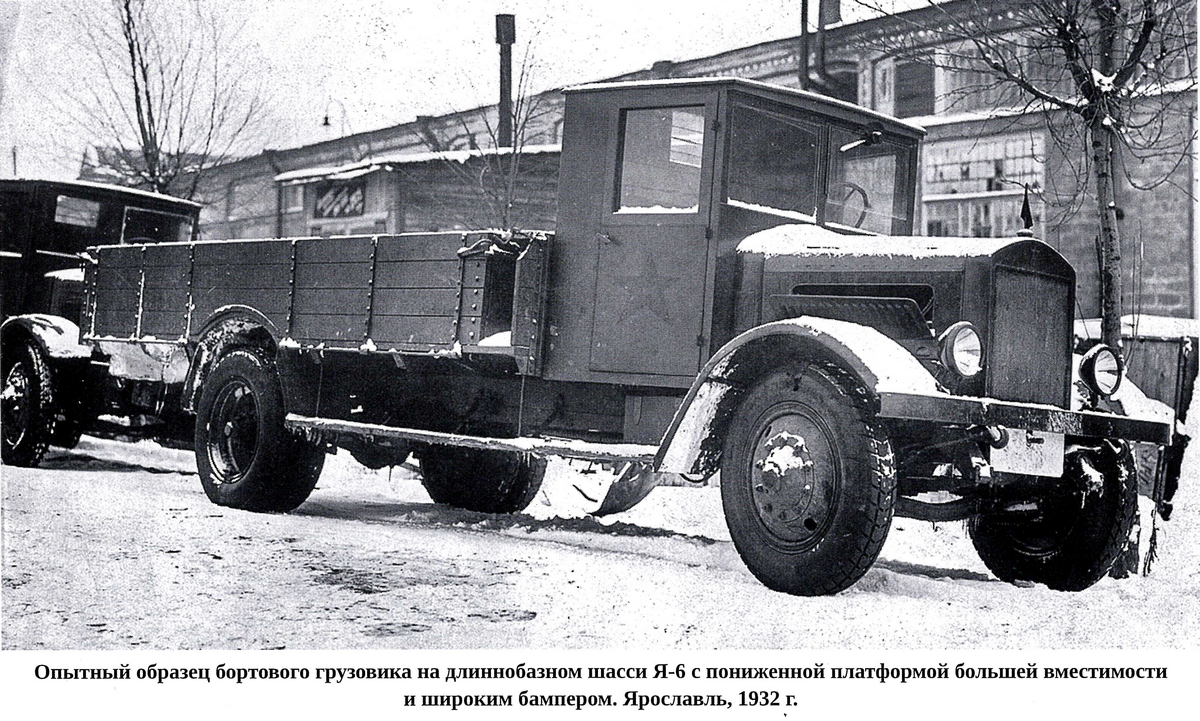 Опытный образец бортового грузовика на длиннобазном шасси Я-6 с пониженной платформой большей вместимости
и широким бампером. Ярославль, 1932 г.